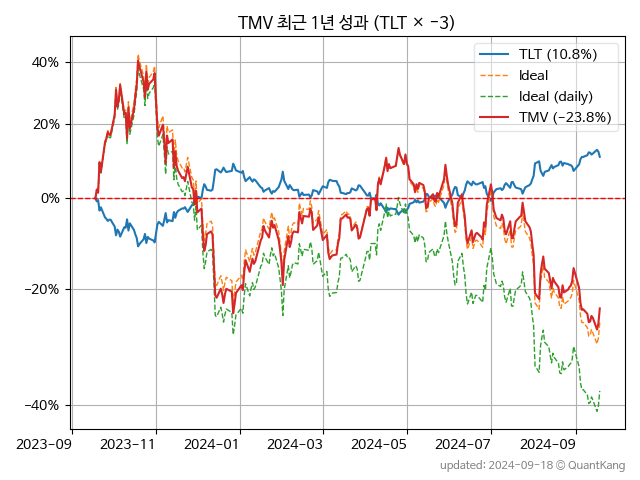 TMV 최근 1년 성과 (TLT × −3)
TLT (10.8%)
Ideal
Ideal (daily)
TMV (−23.8%)
40%
20%
0%
−20%
−40%
2023-09 2023-11 2024-01 2024-03 2024-05 2024-07 2024-09
updated: 2024-09-18 © QuantKang